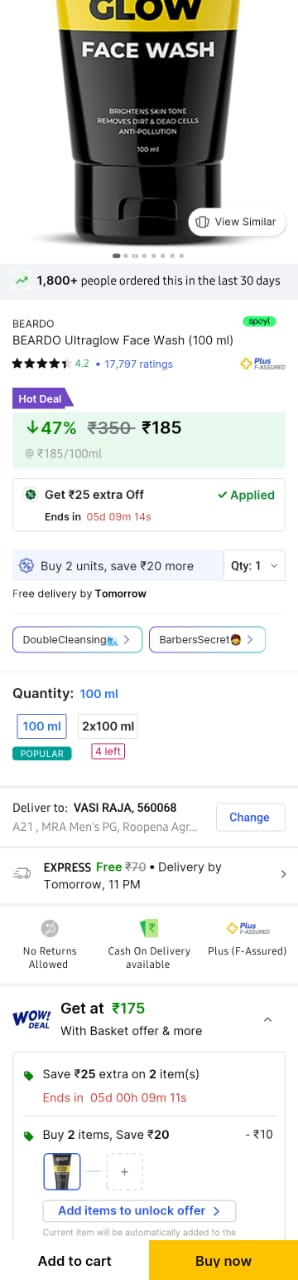 GLOW
FACE WASH
BRIGHTENS SKIN TONE
REMOVES DIRT & DEAD CELLS
ANTI-POLLUTION
100 ml
View Similar
1,800+ people ordered this in the last 30 days
BEARDO
spoyl
BEARDO Ultraglow Face Wash (100 ml)
4.2 • 17,797 ratings
Plus
F-ASSURED
Hot Deal
↓47% ₹350 ₹185
@ ₹185/100ml
Get ₹25 extra Off
✓ Applied
Ends in 05d 09m 14s
Buy 2 units, save ₹20 more
Qty: 1
Free delivery by Tomorrow
DoubleCleansing
BarbersSecret
Quantity: 100 ml
100 ml
2x100 ml
POPULAR
4 left
Deliver to: VASI RAJA, 560068
A21 , MRA Men's PG, Roopena Agr...
Change
EXPRESS Free ₹70 • Delivery by
Tomorrow, 11 PM
No Returns
Allowed
Cash On Delivery
available
Plus
F-ASSURED
Plus (F-Assured)
WOW!
DEAL
Get at ₹175
With Basket offer & more
Save ₹25 extra on 2 item(s)
Ends in 05d 00h 09m 11s
Buy 2 items, Save ₹20
- ₹10
+
Add items to unlock offer
Current item will be automatically added to the
Add to cart
Buy now